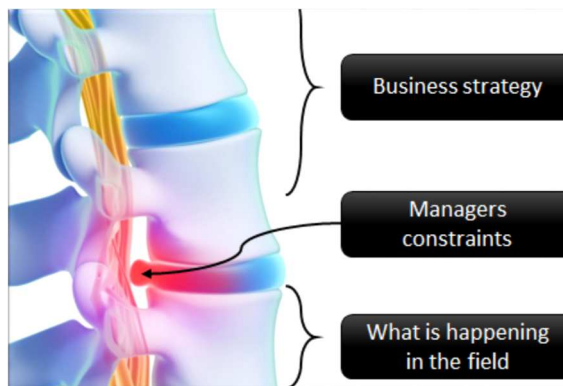 Business strategy
Managers
constraints
What is happening
in the field